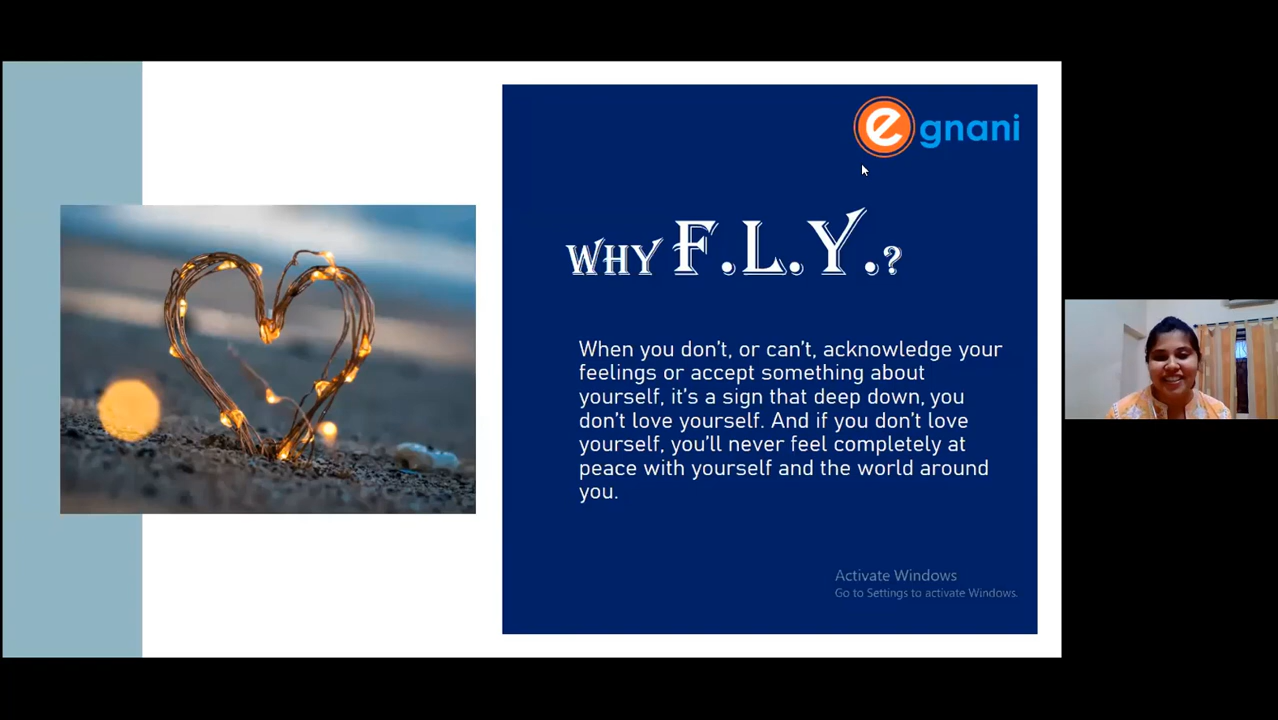 egnani
WHY F.L.Y.?
When you don't, or can't, acknowledge your
feelings or accept something about
yourself, it's a sign that deep down, you
don't love yourself. And if you don't love
yourself, you'll never feel completely at
peace with yourself and the world around
you.
Activate Windows
Go to Settings to activate Windows.